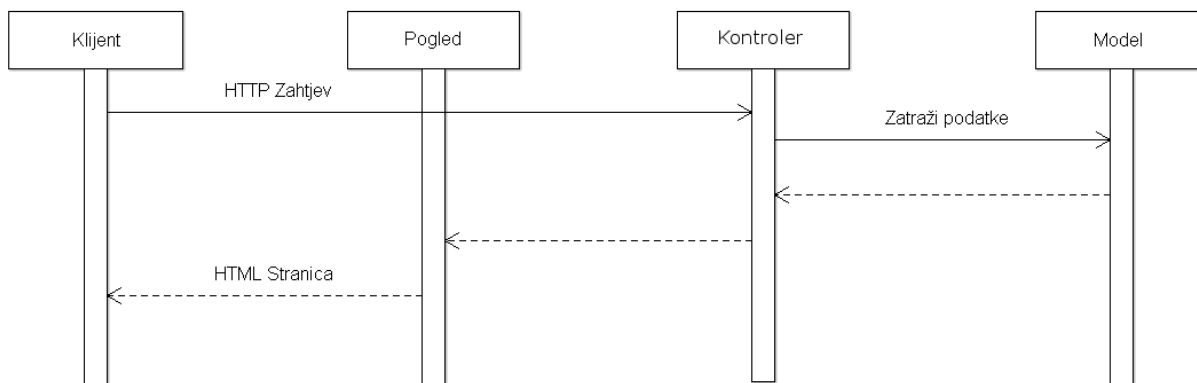 Klijent
Pogled
Kontroler
Model
HTTP Zahtjev
Zatraži podatke
HTML Stranica